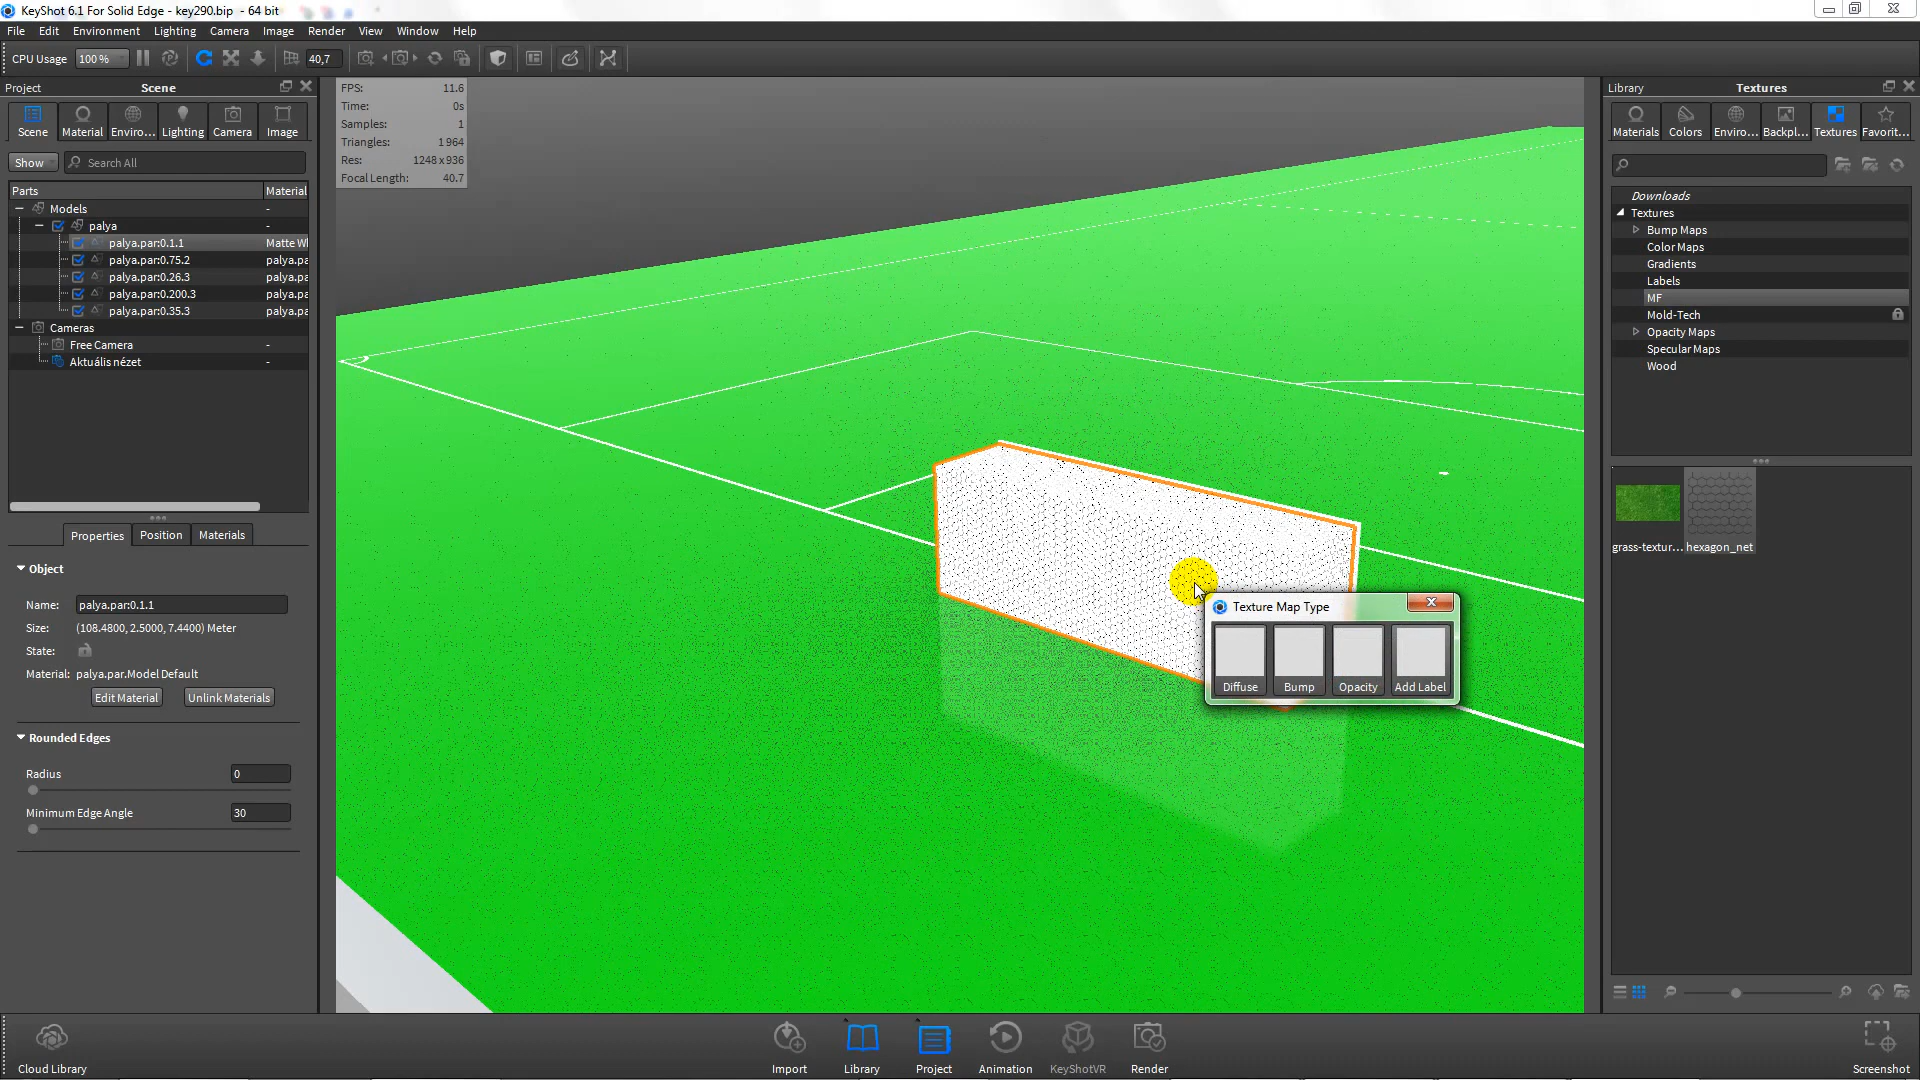 KeyShot 6.1 For Solid Edge - key290.bip - 64 bit
File Edit Environment Lighting Camera Image Render View Window Help
CPU Usage 100 % 40,7
Project Scene
Scene Material Enviro... Lighting Camera Image
Show Search All
Parts Material
Models -
palya -
palya.par:0.1.1 Matte Wl
palya.par:0.75.2 palya.pa
palya.par:0.26.3 palya.pa
palya.par:0.200.3 palya.pa
palya.par:0.35.3 palya.pa
Cameras
Free Camera -
Aktuális nézet -
Properties Position Materials
Object
Name: palya.par:0.1.1
Size: (108.4800, 2.5000, 7.4400) Meter
State:
Material: palya.par.Model Default
Edit Material Unlink Materials
Rounded Edges
Radius 0
Minimum Edge Angle 30
FPS: 11.6
Time: 0s
Samples: 1
Triangles: 1 964
Res: 1248 x 936
Focal Length: 40.7
Texture Map Type
Diffuse Bump Opacity Add Label
Library Textures
Materials Colors Enviro... Backpl... Textures Favorit...
Downloads
Textures
Bump Maps
Color Maps
Gradients
Labels
MF
Mold-Tech
Opacity Maps
Specular Maps
Wood
grass-textur... hexagon_net
Cloud Library Import Library Project Animation KeyShotVR Render Screenshot